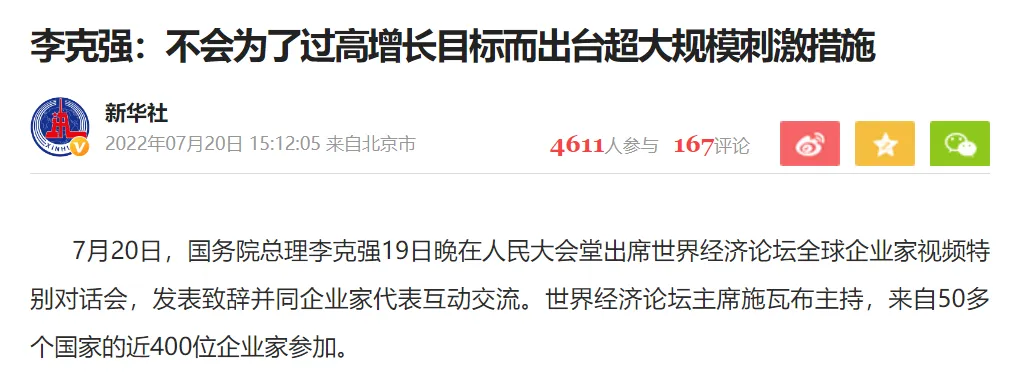 李克强：不会为了过高增长目标而出台超大规模刺激措施
新华社
2022年07月20日 15:12:05 来自北京市
4611人参与 167评论
7月20日，国务院总理李克强19日晚在人民大会堂出席世界经济论坛全球企业家视频特
别对话会，发表致辞并同企业家代表互动交流。世界经济论坛主席施瓦布主持，来自50多
个国家的近400位企业家参加。